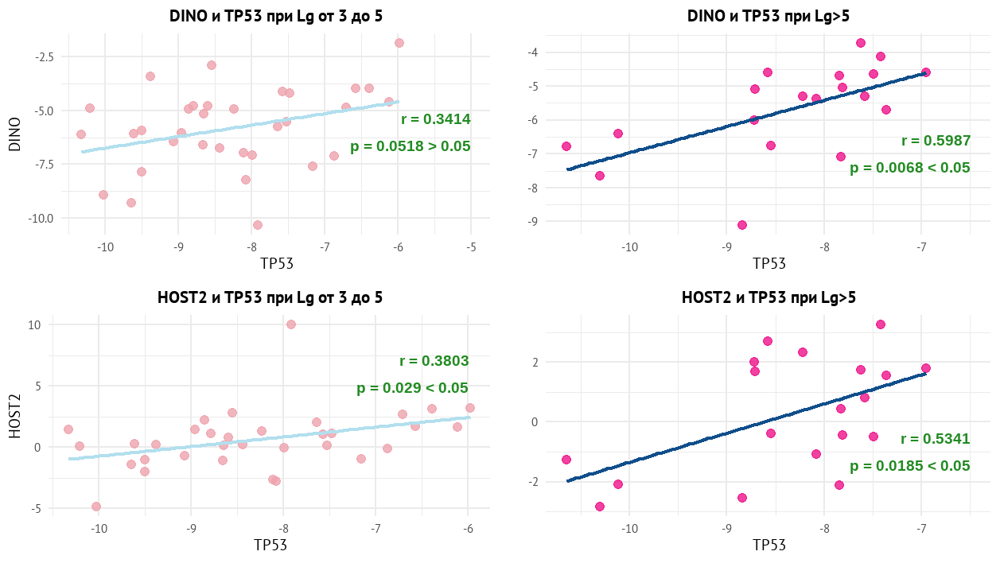 DINO и TP53 при Lg от 3 до 5
DINO
-2.5
-5.0
-7.5
-10.0
r = 0.3414
p = 0.0518 > 0.05
-10 -9 -8 -7 -6 -5
TP53
DINO и TP53 при Lg>5
-4
-5
-6
-7
-8
-9
r = 0.5987
p = 0.0068 < 0.05
-10 -9 -8 -7
TP53
HOST2 и TP53 при Lg от 3 до 5
HOST2
10
5
0
-5
r = 0.3803
p = 0.029 < 0.05
-10 -9 -8 -7 -6
TP53
HOST2 и TP53 при Lg>5
2
0
-2
r = 0.5341
p = 0.0185 < 0.05
-10 -9 -8 -7
TP53